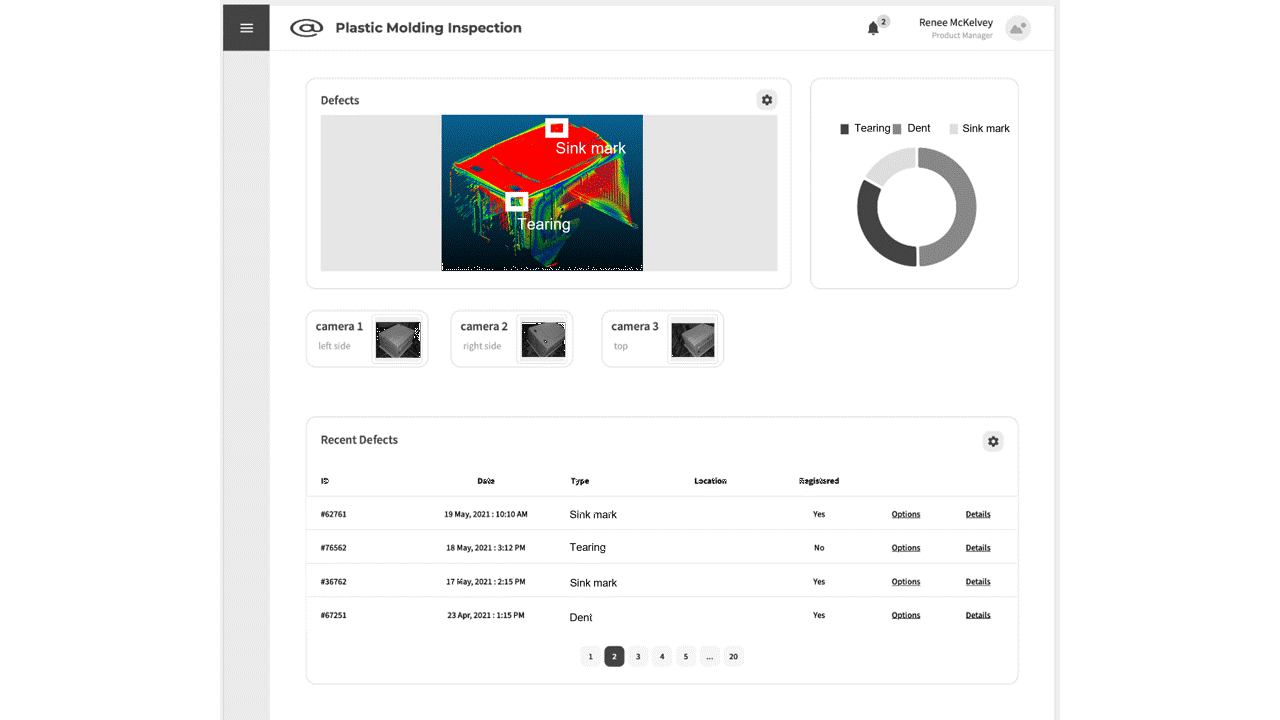 @ Plastic Molding Inspection
2
Renee McKelvey
Product Manager
Defects
Sink mark
Tearing
Tearing Dent Sink mark
camera 1
left side
camera 2
right side
camera 3
top
Recent Defects
ID Date Type Location Registered
#62761 19 May, 2021 : 10:10 AM Sink mark Yes Options Details
#76562 18 May, 2021 : 3:12 PM Tearing No Options Details
#36762 17 May, 2021 : 2:15 PM Sink mark Yes Options Details
#67251 23 Apr, 2021 : 1:15 PM Dent Yes Options Details
1 2 3 4 5 ... 20